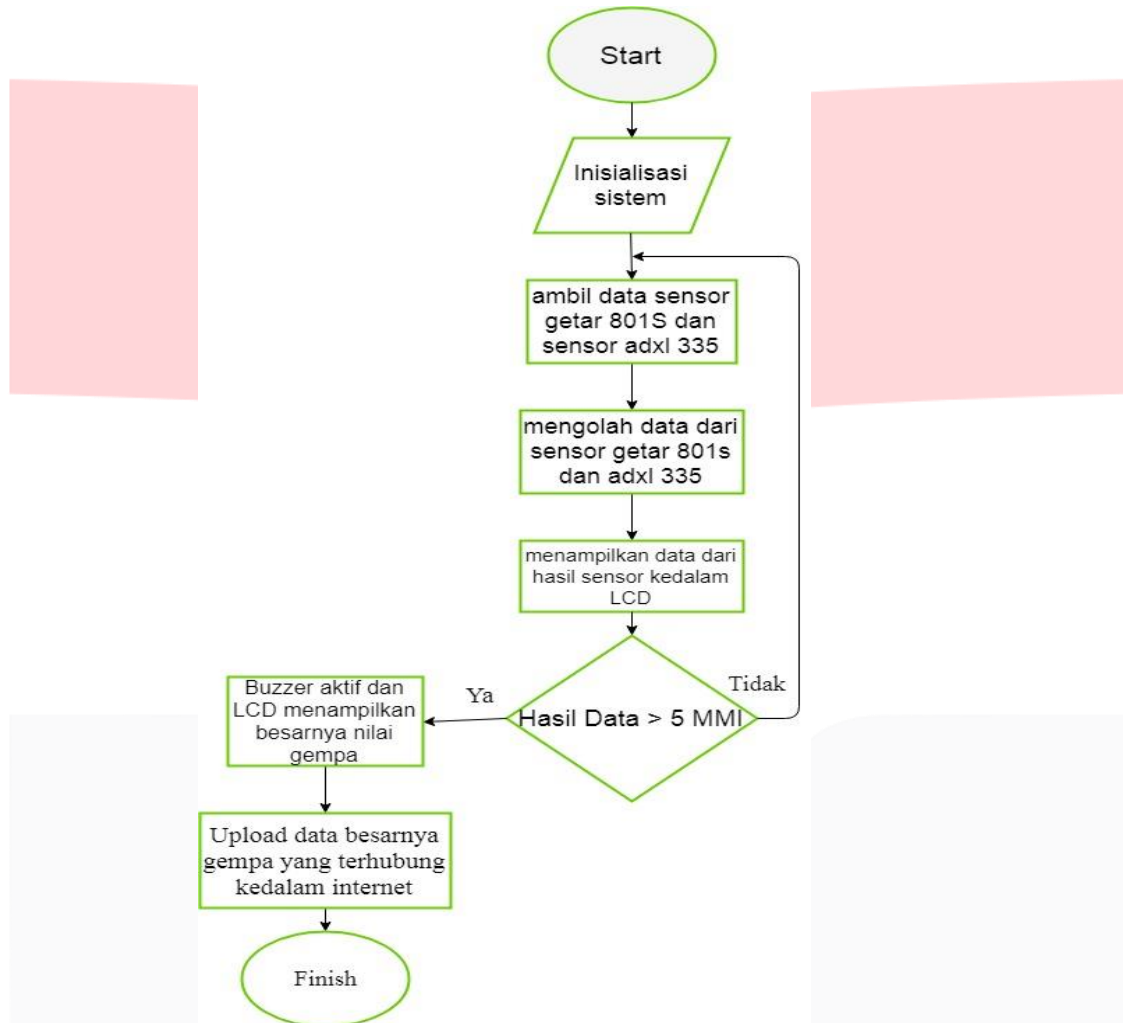 Start
Inisialisasi
sistem
ambil data sensor
getar 801S dan
sensor adxl 335
mengolah data dari
sensor getar 801s
dan adxl 335
menampilkan data dari
hasil sensor kedalam
LCD
Hasil Data > 5 MMI
Tidak
Ya
Buzzer aktif dan
LCD menampilkan
besarnya nilai
gempa
Upload data besarnya
gempa yang terhubung
kedalam internet
Finish